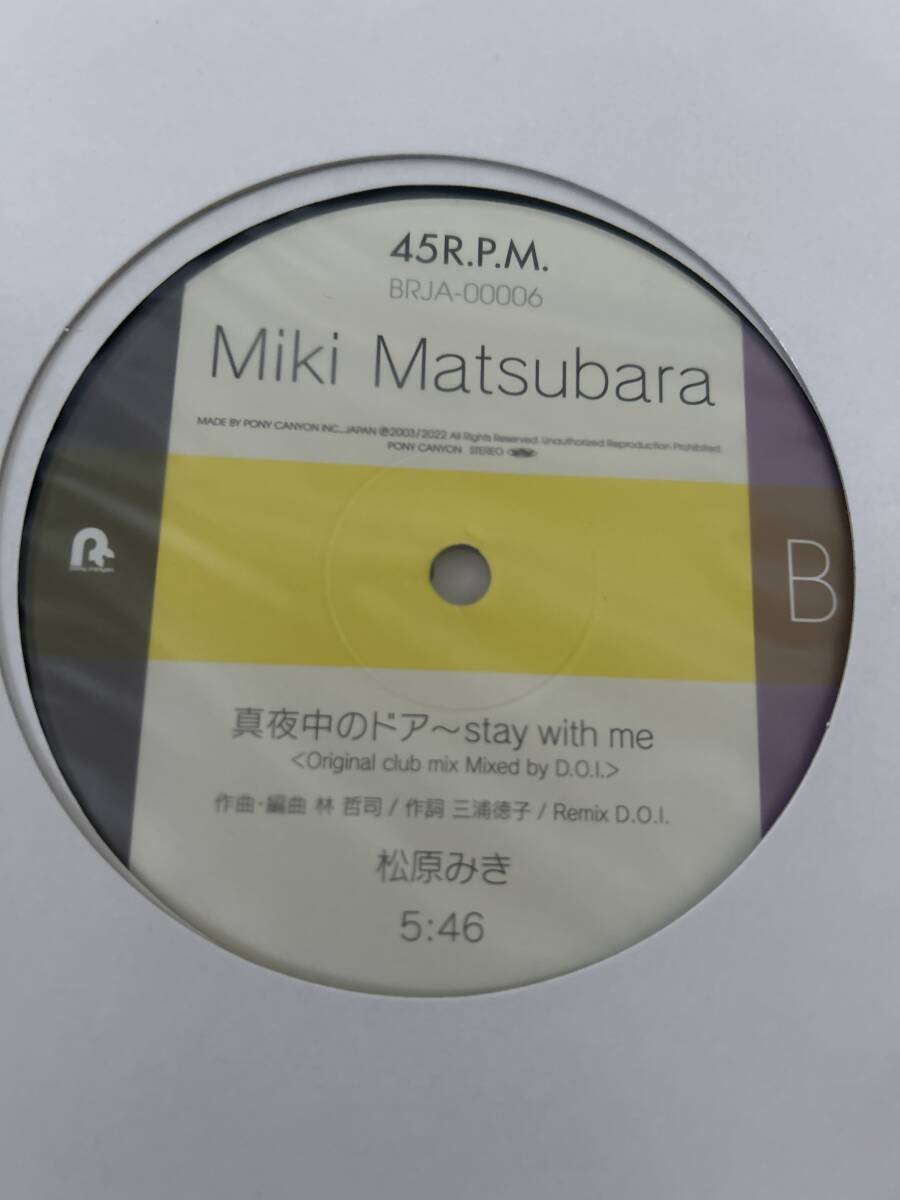 45R.P.M.
BRJA-00006
Miki Matsubara
MADE BY PONY CANYON INC., JAPAN ℗2003/2022 All Rights Reserved. Unauthorized Reproduction Prohibited.
PONY CANYON STEREO
B
真夜中のドア～stay with me
<Original club mix Mixed by D.O.I.>
作曲・編曲 林 哲司 / 作詞 三浦徳子 / Remix D.O.I.
松原みき
5:46